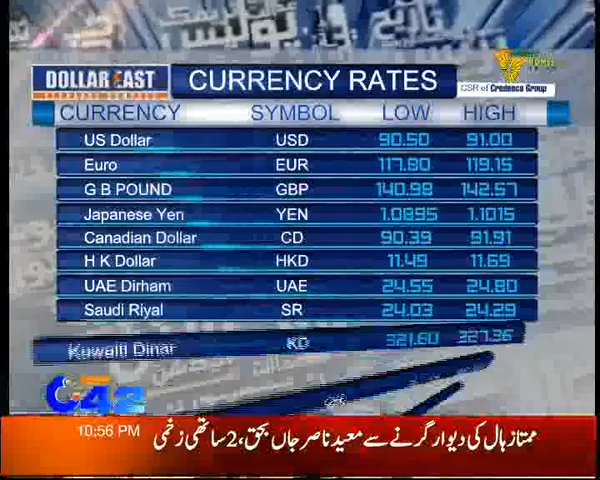 DOLLAR EAST
CURRENCY RATES
CSR of Credence Group
CURRENCY SYMBOL LOW HIGH
US Dollar USD 90.50 91.00
Euro EUR 117.80 119.15
G B POUND GBP 140.98 142.57
Japanese Yen YEN 1.0895 1.1015
Canadian Dollar CD 90.39 91.91
H K Dollar HKD 11.49 11.69
UAE Dirham UAE 24.55 24.80
Saudi Riyal SR 24.03 24.29
Kuwaiti Dinar KD 321.60 327.36
C42
10:56 PM
ممتاز ہال کی دیوار گرنے سے معید ناصر جاں بحق، 2 ساتھی زخمی